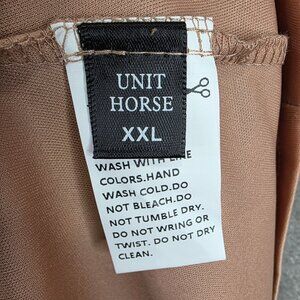 UNIT
HORSE
XXL
WASH WITH LIKE
COLORS.HAND
WASH COLD.DO
NOT BLEACH.DO
NOT TUMBLE DRY.
DO NOT WRING OR
TWIST. DO NOT DRY
CLEAN.